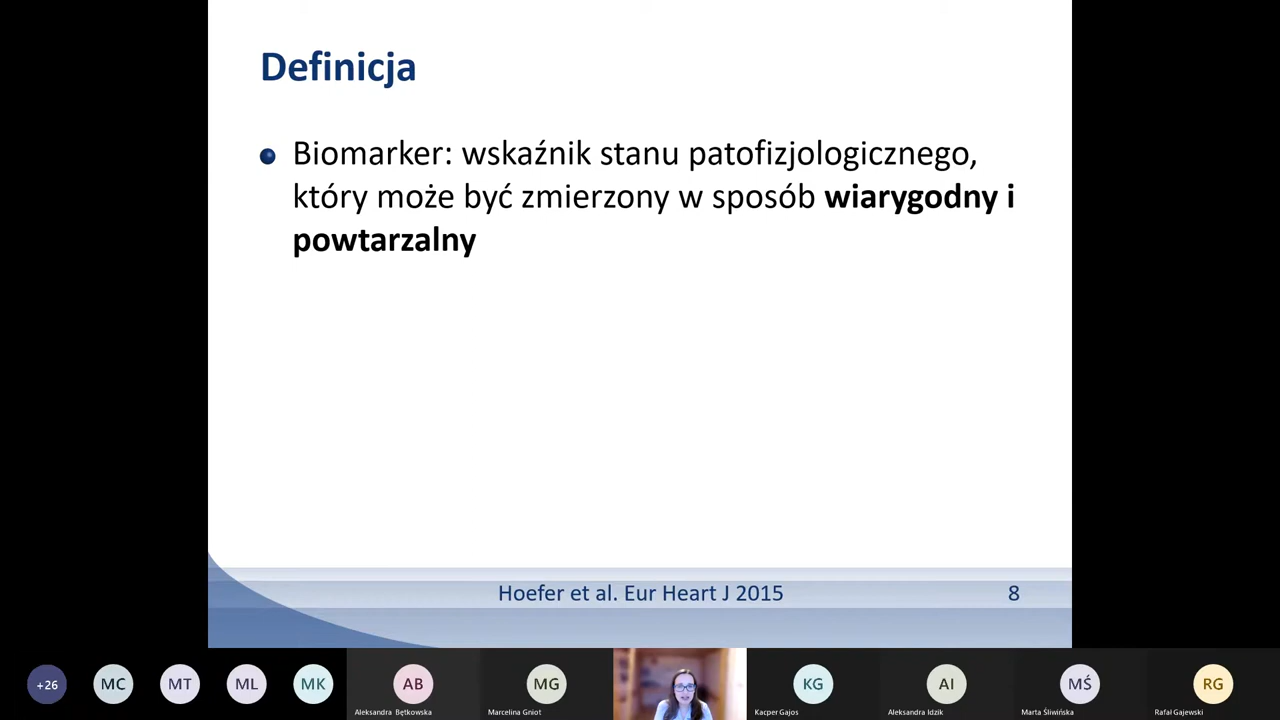 Definicja
Biomarker: wskaźnik stanu patofizjologicznego,
który może być zmierzony w sposób wiarygodny i
powtarzalny
Hoefer et al. Eur Heart J 2015
8
+26
MC
MT
ML
MK
AB
MG
KG
AI
MŚ
RG
Aleksandra Bętkowska
Marcelina Gniot
Kacper Gajos
Aleksandra Idzik
Marta Śliwińska
Rafał Gajewski